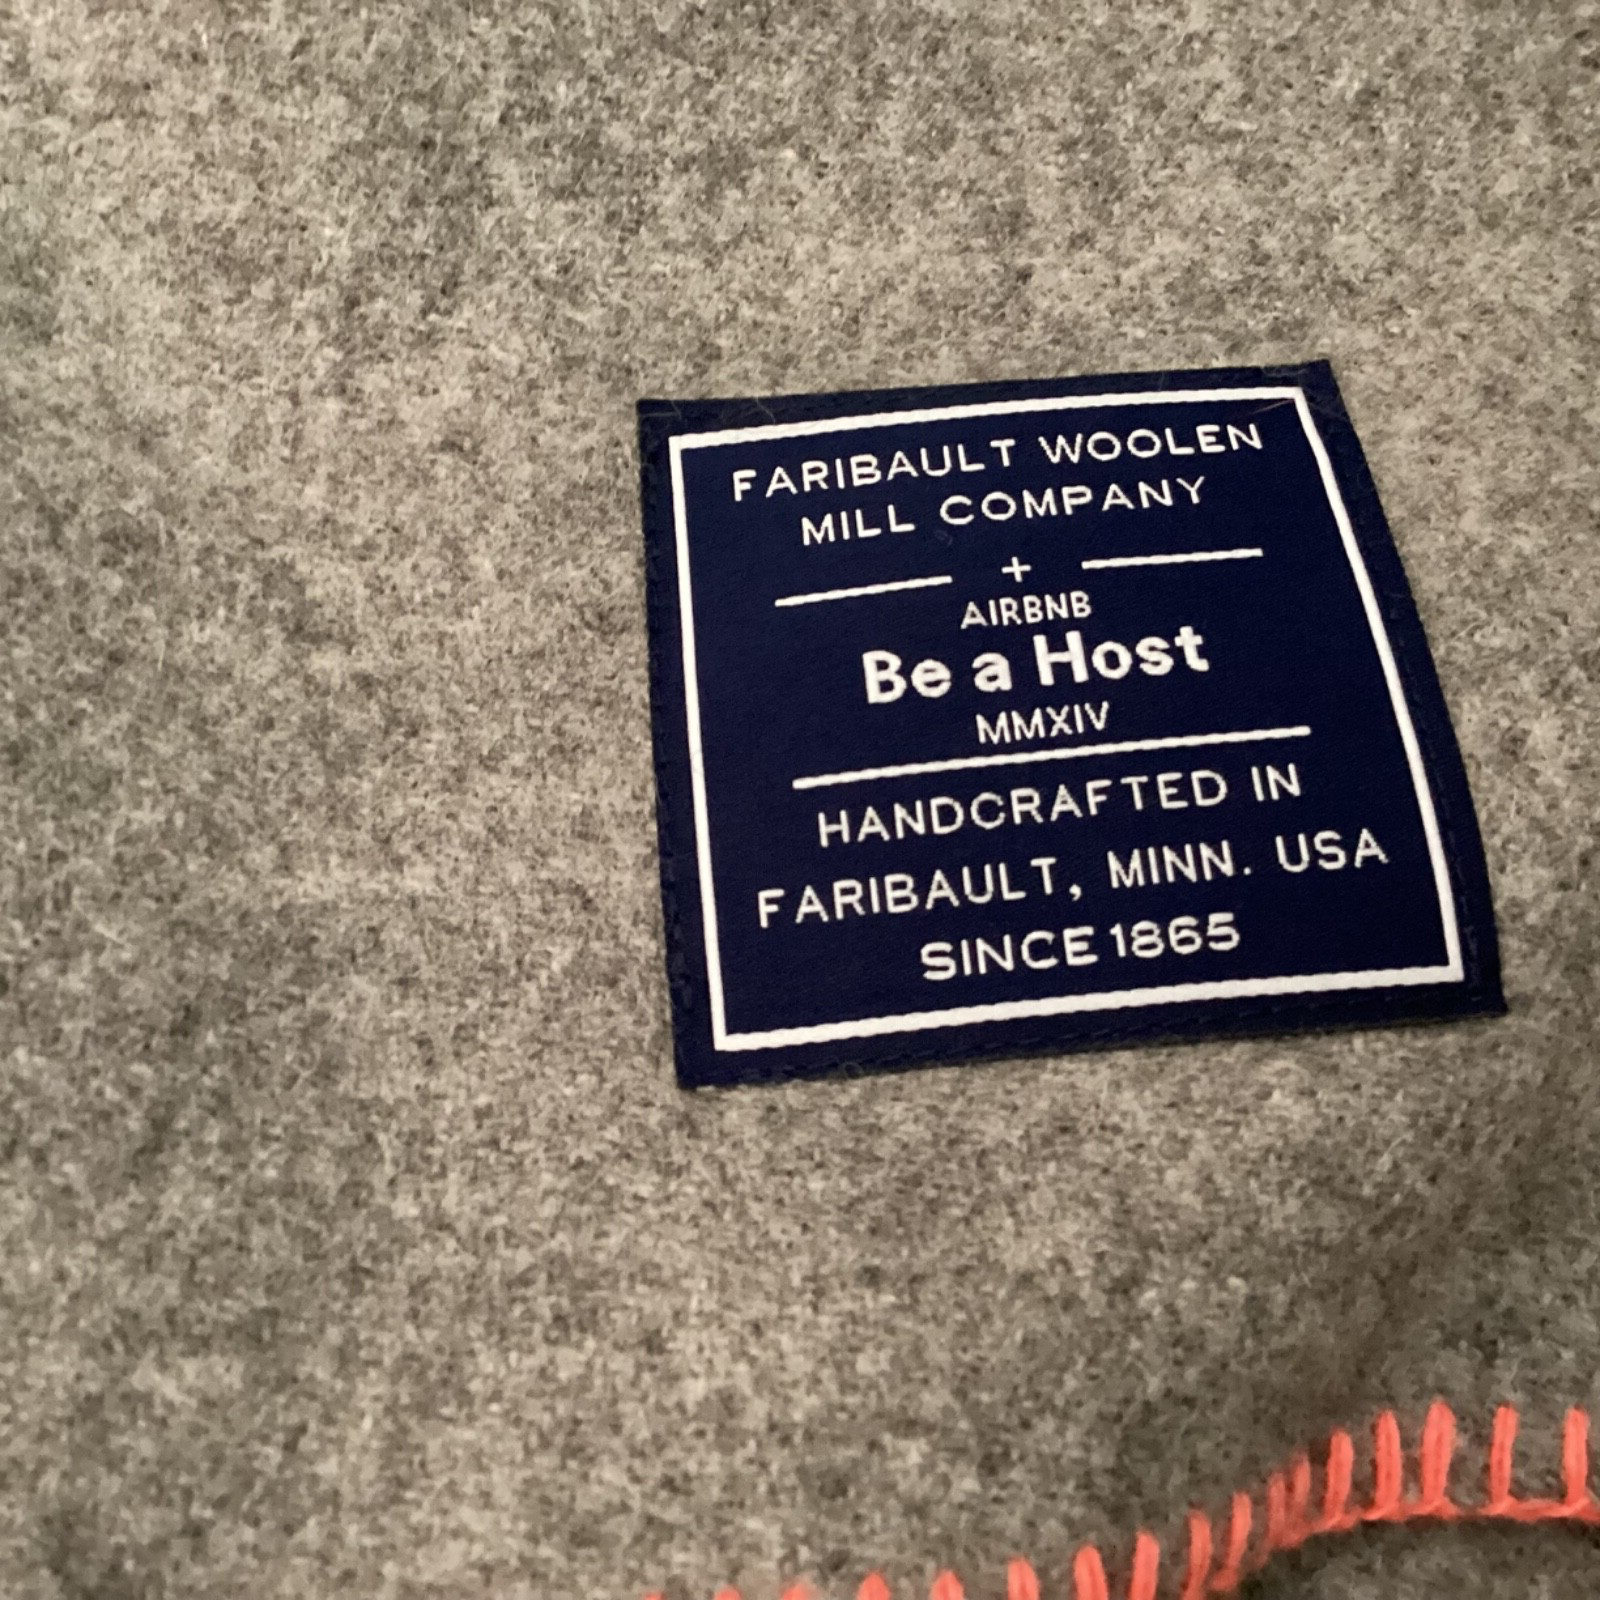 FARIBAULT WOOLEN
MILL COMPANY
+
AIRBNB
Be a Host
MMXIV
HANDCRAFTED IN
FARIBAULT, MINN. USA
SINCE 1865